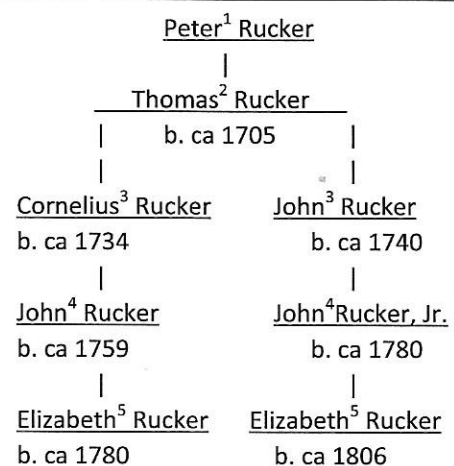 Peter¹ Rucker
Thomas² Rucker
b. ca 1705
Cornelius³ Rucker John³ Rucker
b. ca 1734 b. ca 1740
John⁴ Rucker John⁴Rucker, Jr.
b. ca 1759 b. ca 1780
Elizabeth⁵ Rucker Elizabeth⁵ Rucker
b. ca 1780 b. ca 1806